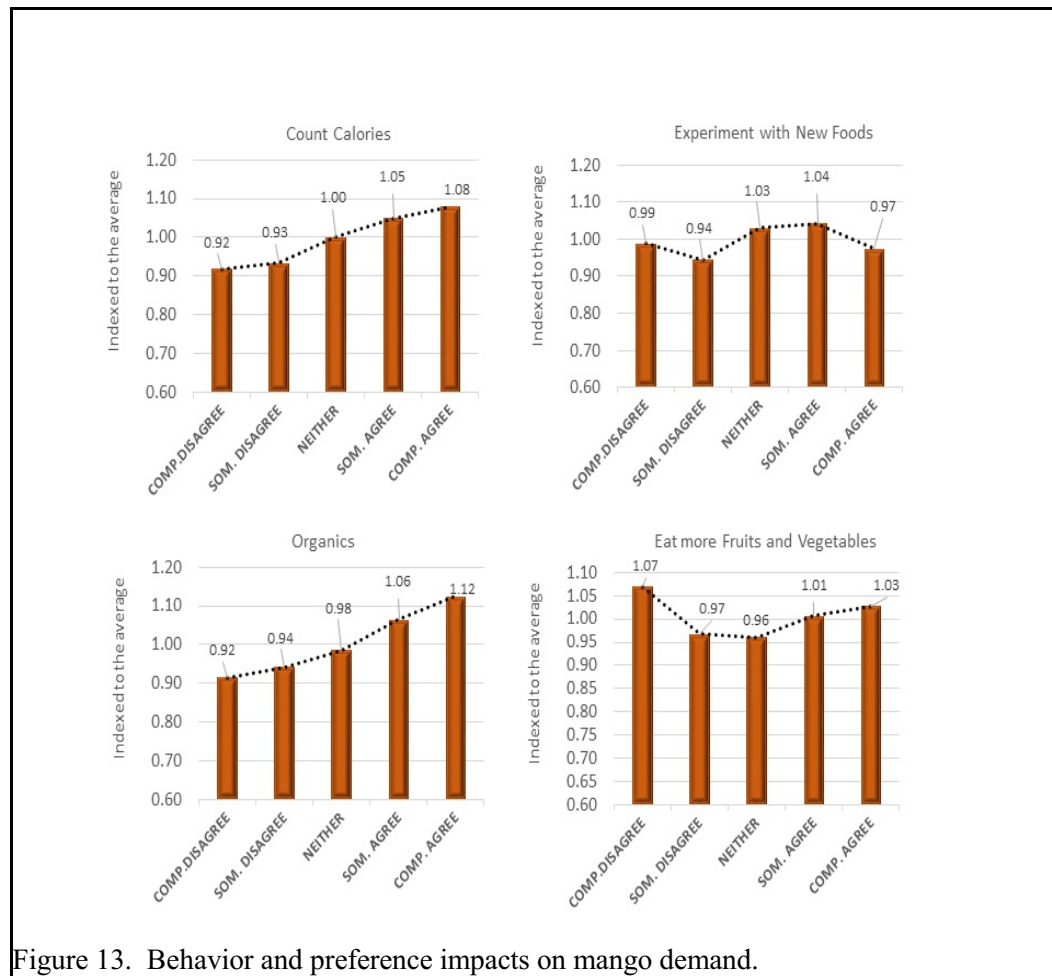 Count Calories
Indexed to the average
1.20
1.10
1.00
0.90
0.80
0.70
0.60
0.92
0.93
1.00
1.05
1.08
COMP.DISAGREE
SOM. DISAGREE
NEITHER
SOM. AGREE
COMP. AGREE
Experiment with New Foods
Indexed to the average
1.20
1.10
1.00
0.90
0.80
0.70
0.60
0.99
0.94
1.03
1.04
0.97
COMP.DISAGREE
SOM. DISAGREE
NEITHER
SOM. AGREE
COMP. AGREE
Organics
Indexed to the average
1.20
1.10
1.00
0.90
0.80
0.70
0.60
0.92
0.94
0.98
1.06
1.12
COMP.DISAGREE
SOM. DISAGREE
NEITHER
SOM. AGREE
COMP. AGREE
Eat more Fruits and Vegetables
Indexed to the average
1.10
1.05
1.00
0.95
0.90
0.85
0.80
0.75
0.70
0.65
0.60
1.07
0.97
0.96
1.01
1.03
COMP.DISAGREE
SOM. DISAGREE
NEITHER
SOM. AGREE
COMP. AGREE
Figure 13. Behavior and preference impacts on mango demand.